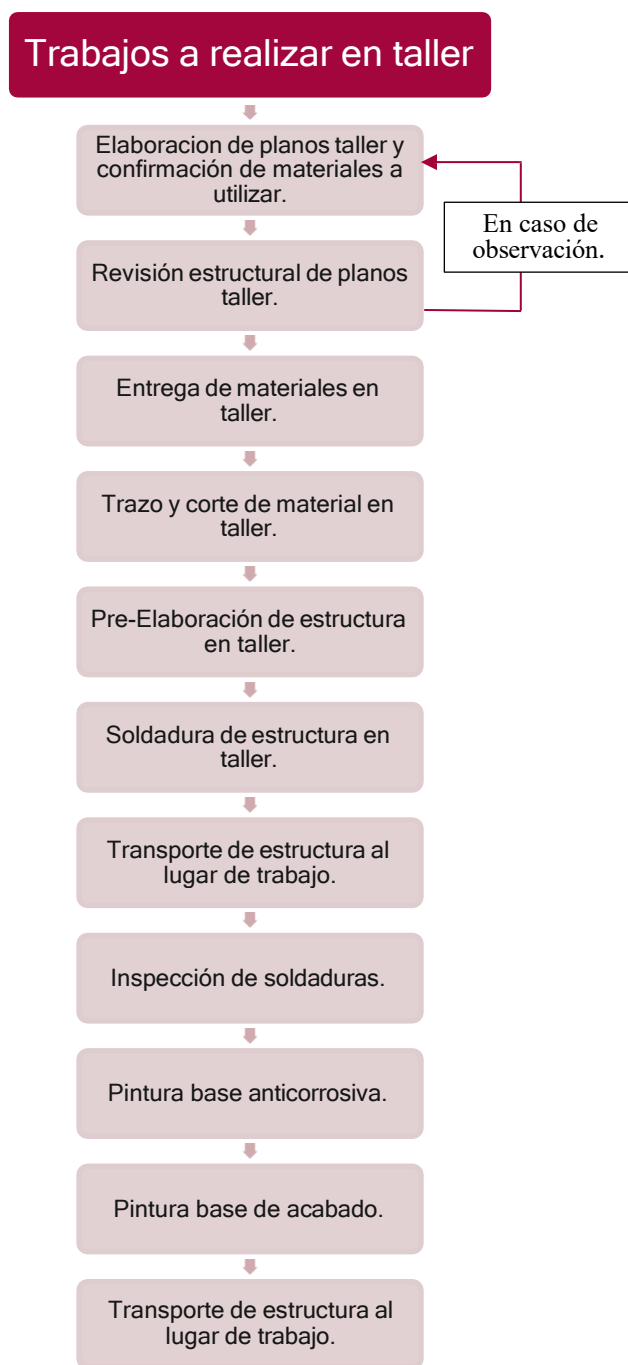 Trabajos a realizar en taller
Elaboracion de planos taller y
confirmación de materiales a
utilizar.
En caso de
observación.
Revisión estructural de planos
taller.
Entrega de materiales en
taller.
Trazo y corte de material en
taller.
Pre-Elaboración de estructura
en taller.
Soldadura de estructura en
taller.
Transporte de estructura al
lugar de trabajo.
Inspección de soldaduras.
Pintura base anticorrosiva.
Pintura base de acabado.
Transporte de estructura al
lugar de trabajo.